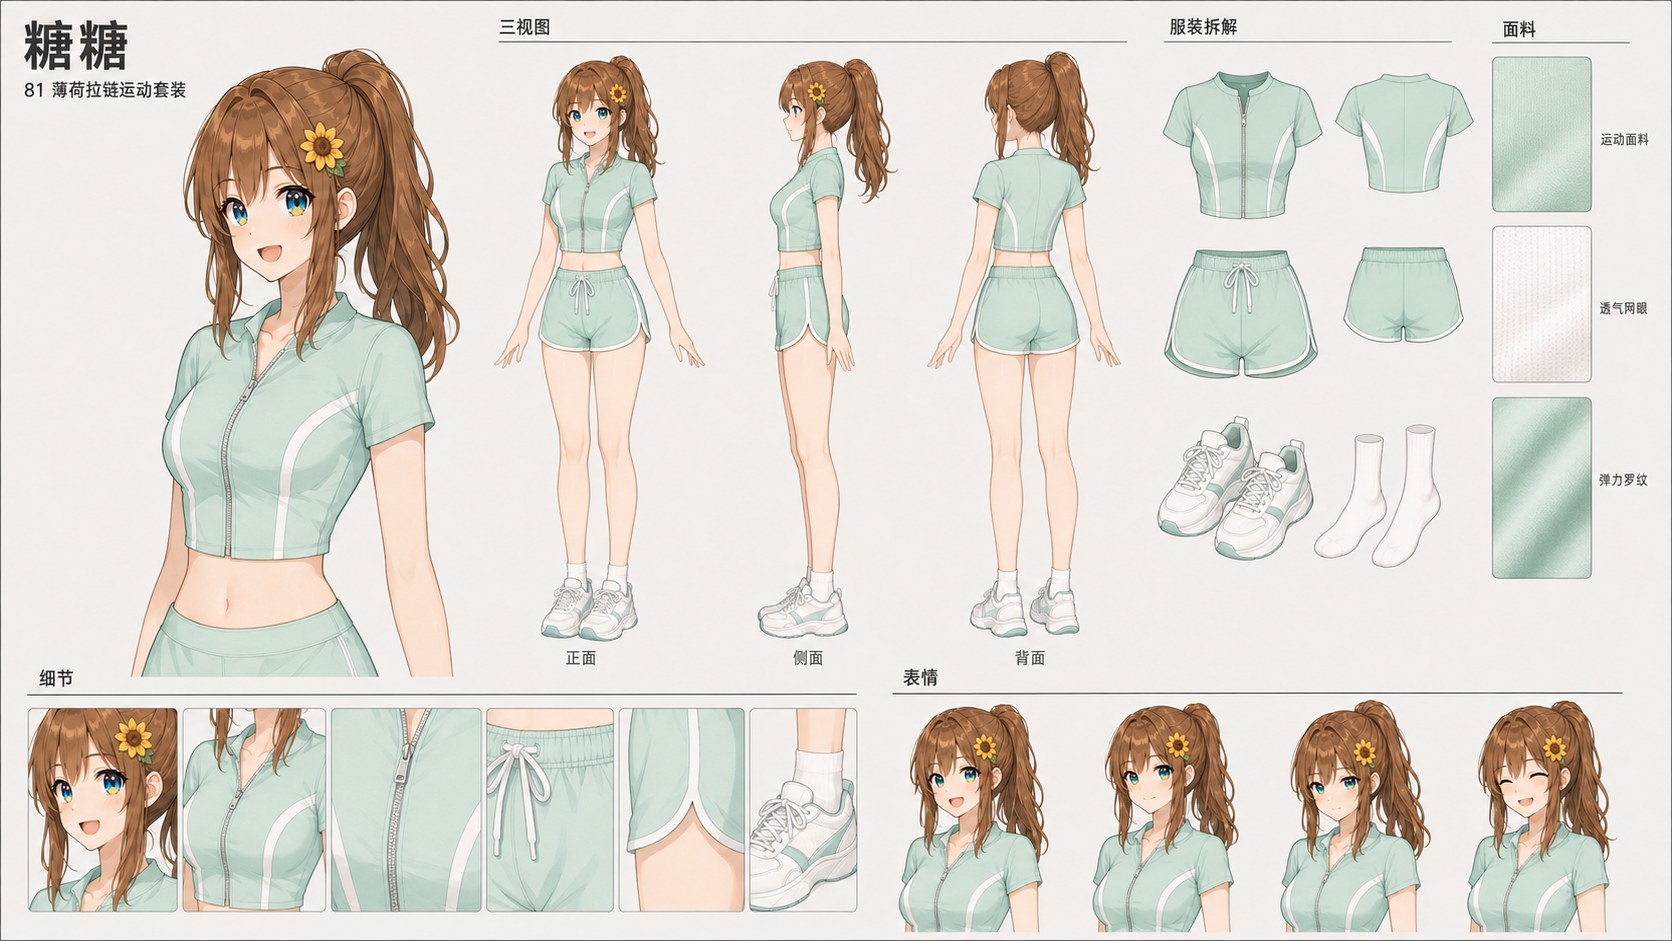 糖糖
81 薄荷拉链运动套装
三视图
正面
侧面
背面
服装拆解
面料
运动面料
透气网眼
弹力罗纹
细节
表情